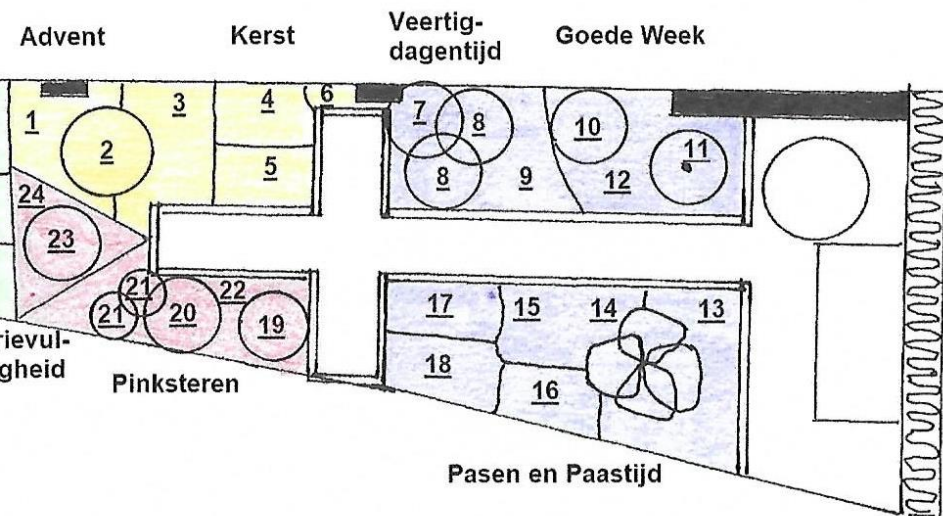 Advent
Kerst
Veertig-
dagentijd
Goede Week
1
2
3
4
5
6
7
8
8
9
10
11
12
24
23
21
21
20
22
19
17
18
15
14
13
16
rievul-
gheid
Pinksteren
Pasen en Paastijd